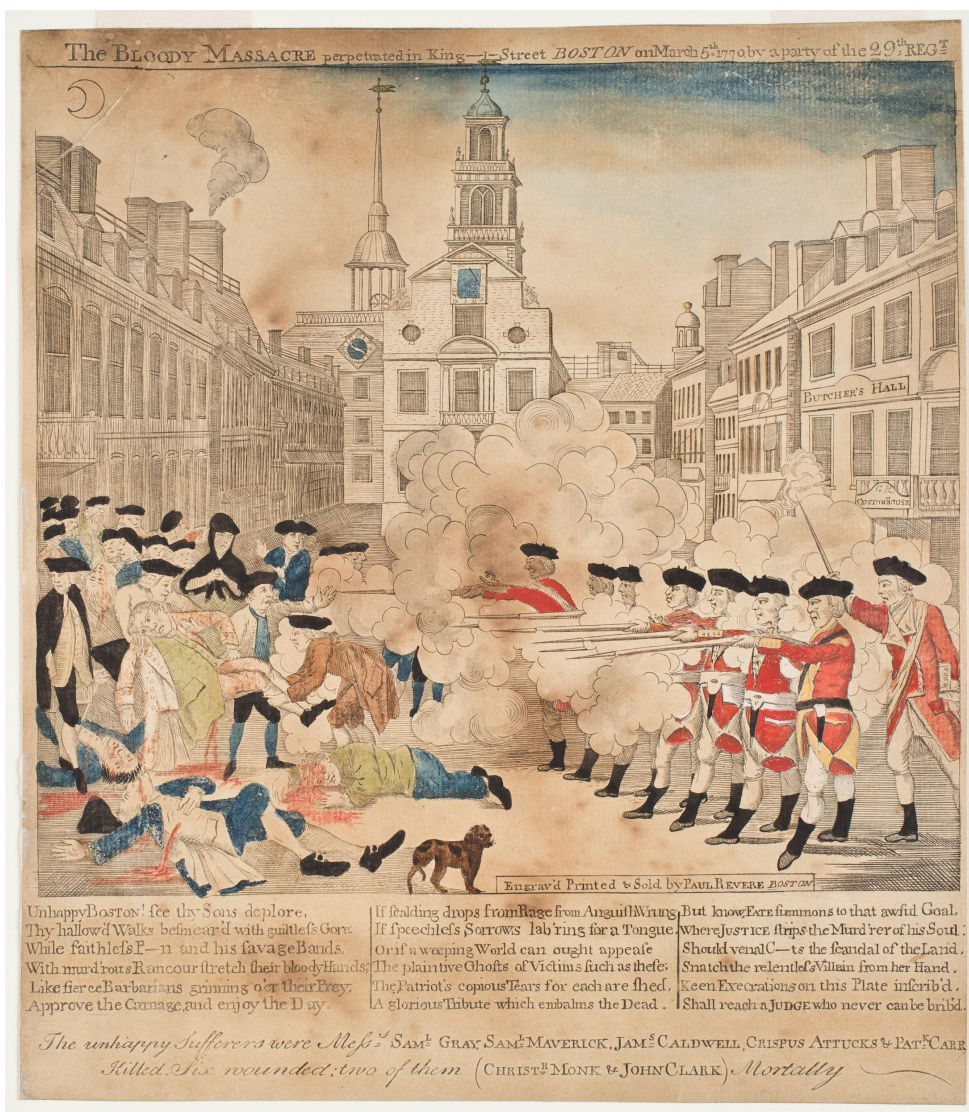 The BLOODY MASSACRE perpetrated in King—i—Street BOSTON on March 5th 1770 by a party of the 29th REGT
BUTCHER'S HALL
CUSTOMHOUSE
Engrav'd Printed & Sold by PAUL REVERE BOSTON
Unhappy BOSTON! ſee thy Sons deplore,
Thy hallow'd Walks beſmear'd with guiltleſs Gore.
While faithleſs P—n and his ſavage Bands,
With murd'rous Rancour ſtretch their bloody Hands;
Like fierce Barbarians grinning o'er their Prey,
Approve the Carnage, and enjoy the Day.
If ſcalding drops from Rage from Anguiſh Wrung
If ſpeechleſs Sorrows lab'ring for a Tongue,
Or if a weeping World can ought appeaſe
The plaintive Ghoſts of Victims ſuch as theſe;
The Patriot's copious Tears for each are ſhed,
A glorious Tribute which embalms the Dead.
But know, FATE ſummons to that awful Goal,
Where JUSTICE ſtrips the Murd'rer of his Soul:
Should venal C—ts the ſcandal of the Land,
Snatch the relentleſs Villain from her Hand,
Keen Execrations on this Plate inſcrib'd,
Shall reach a JUDGE who never can be brib'd.
The unhappy Sufferers were Meſsrs SAML GRAY, SAML MAVERICK, JAMS CALDWELL, CRISPUS ATTUCKS & PATK CARR
Killed. Six wounded; two of them (CHRISTR MONK & JOHN CLARK) Mortally